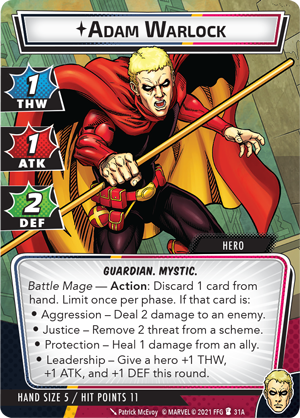 Adam Warlock
1
THW
1
ATK
2
DEF
HERO
GUARDIAN. MYSTIC.
Battle Mage — Action: Discard 1 card from
hand. Limit once per phase. If that card is:
• Aggression – Deal 2 damage to an enemy.
• Justice – Remove 2 threat from a scheme.
• Protection – Heal 1 damage from an ally.
• Leadership – Give a hero +1 THW,
+1 ATK, and +1 DEF this round.
HAND SIZE 5 / HIT POINTS 11
Patrick McEvoy © MARVEL © 2021 FFG 31A